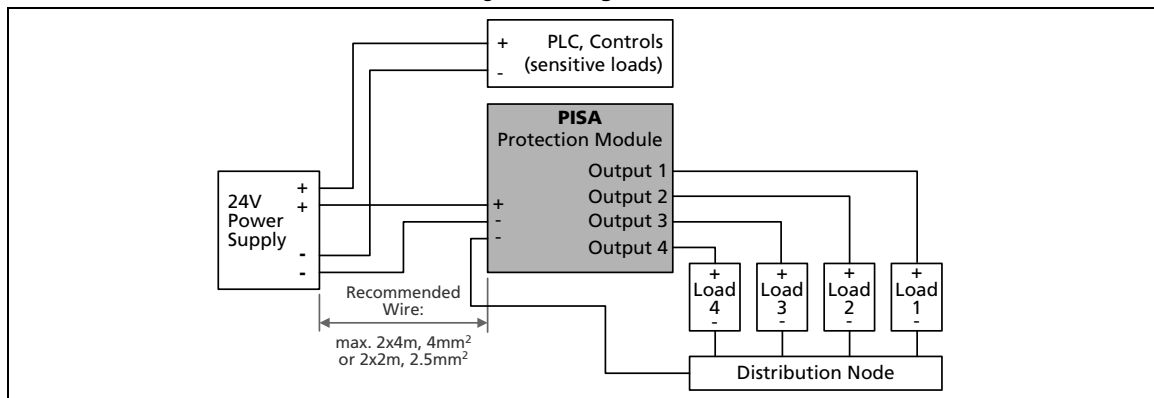 + PLC, Controls
- (sensitive loads)
PISA
Protection Module
Output 1
Output 2
Output 3
Output 4
+
-
-
24V
Power
Supply
+
+
-
-
Recommended
Wire:
max. 2x4m, 4mm²
or 2x2m, 2.5mm²
+
Load
4
-
+
Load
3
-
+
Load
2
-
+
Load
1
-
Distribution Node